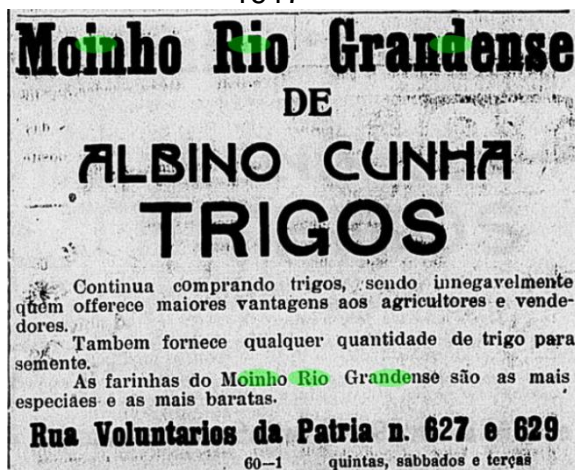 Moinho Rio Grandense
DE
ALBINO CUNHA
TRIGOS
Continua comprando trigos, sendo innegavelmente
quem offerece maiores vantagens aos agricultores e vende-
dores.
Tambem fornece qualquer quantidade de trigo para
semente.
As farinhas do Moinho Rio Grandense são as mais
especiaes e as mais baratas.
Rua Voluntarios da Patria n. 627 e 629
60—1 quintas, sabbados e terças